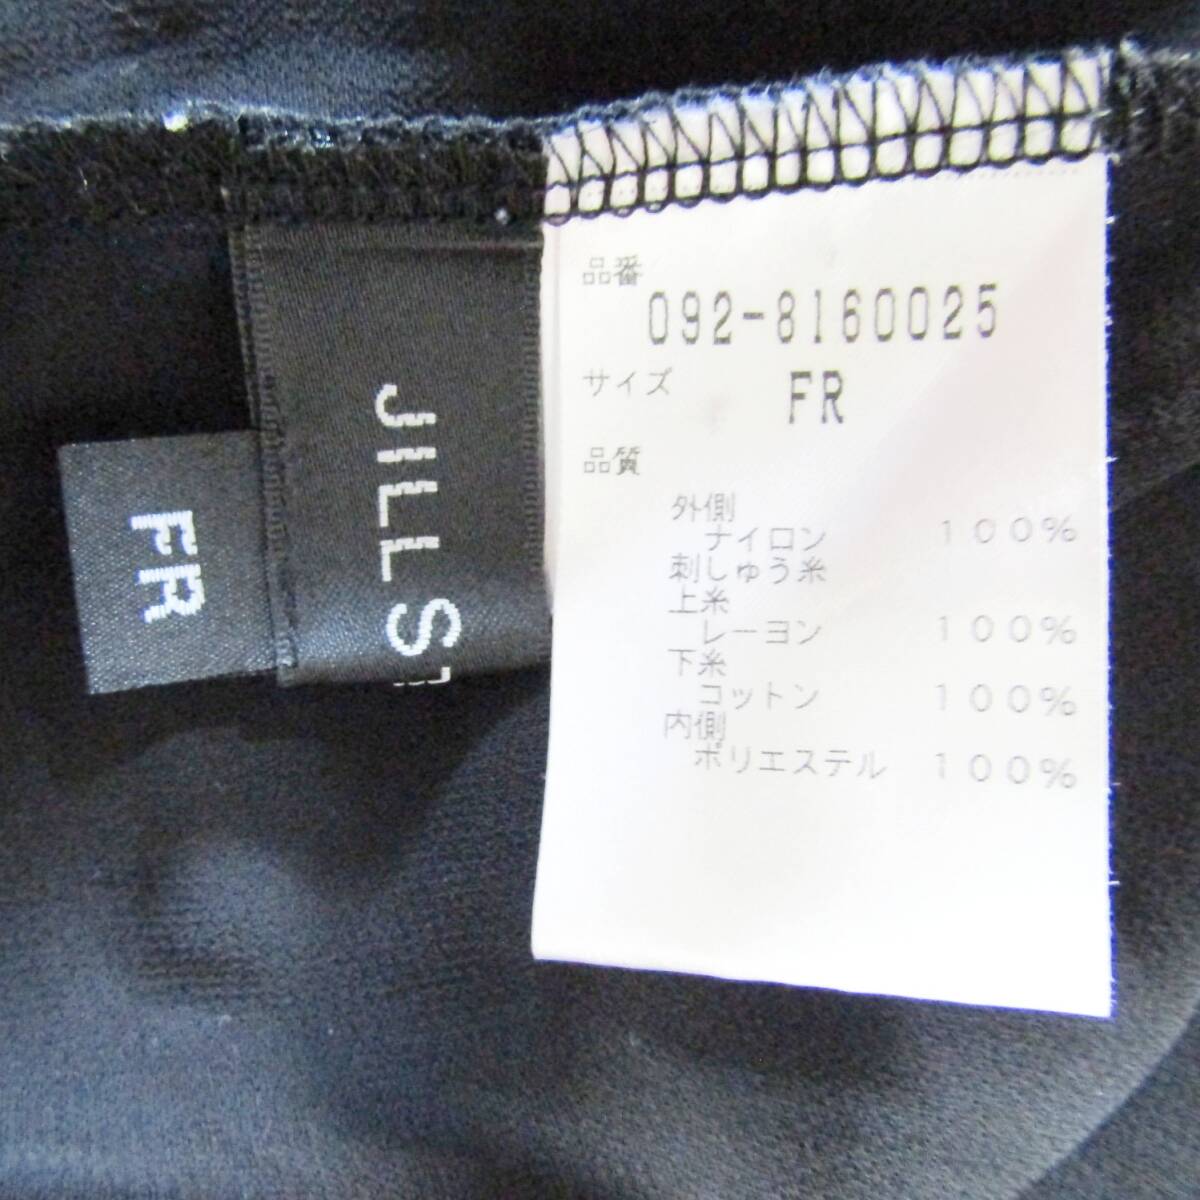 品番
092-8160025
サイズ FR
品質
外側
ナイロン 100%
刺しゅう糸
上糸
レーヨン 100%
下糸
コットン 100%
内側
ポリエステル 100%
JILL
FR